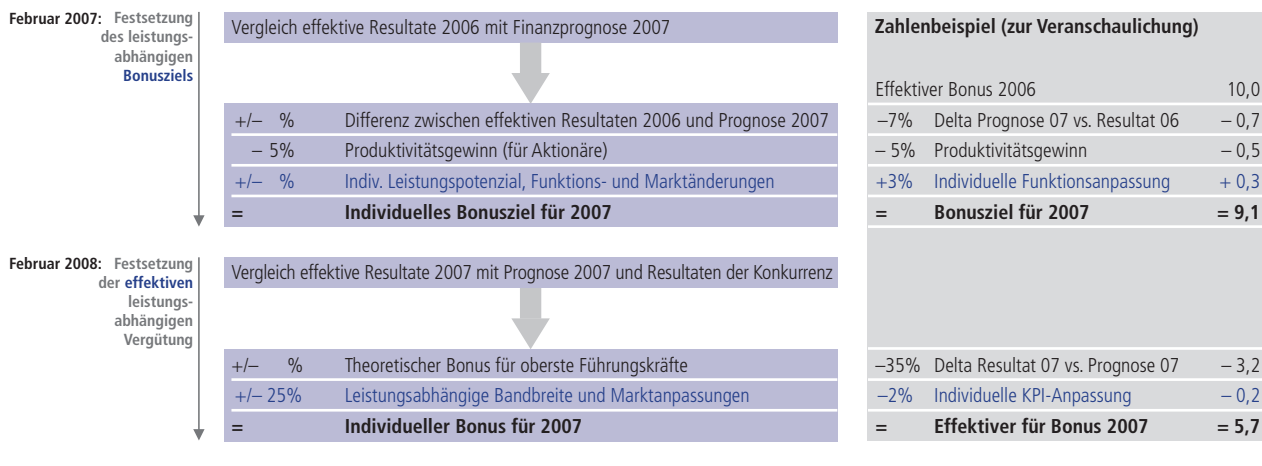 Februar 2007: Festsetzung
des leistungs-
abhängigen
Bonusziels
Vergleich effektive Resultate 2006 mit Finanzprognose 2007
+/– % Differenz zwischen effektiven Resultaten 2006 und Prognose 2007
– 5% Produktivitätsgewinn (für Aktionäre)
+/– % Indiv. Leistungspotenzial, Funktions- und Marktänderungen
= Individuelles Bonusziel für 2007
Zahlenbeispiel (zur Veranschaulichung)
Effektiver Bonus 2006 10,0
–7% Delta Prognose 07 vs. Resultat 06 – 0,7
– 5% Produktivitätsgewinn – 0,5
+3% Individuelle Funktionsanpassung + 0,3
= Bonusziel für 2007 = 9,1
Februar 2008: Festsetzung
der effektiven
leistungs-
abhängigen
Vergütung
Vergleich effektive Resultate 2007 mit Prognose 2007 und Resultaten der Konkurrenz
+/– % Theoretischer Bonus für oberste Führungskräfte
+/– 25% Leistungsabhängige Bandbreite und Marktanpassungen
= Individueller Bonus für 2007
–35% Delta Resultat 07 vs. Prognose 07 – 3,2
–2% Individuelle KPI-Anpassung – 0,2
= Effektiver für Bonus 2007 = 5,7